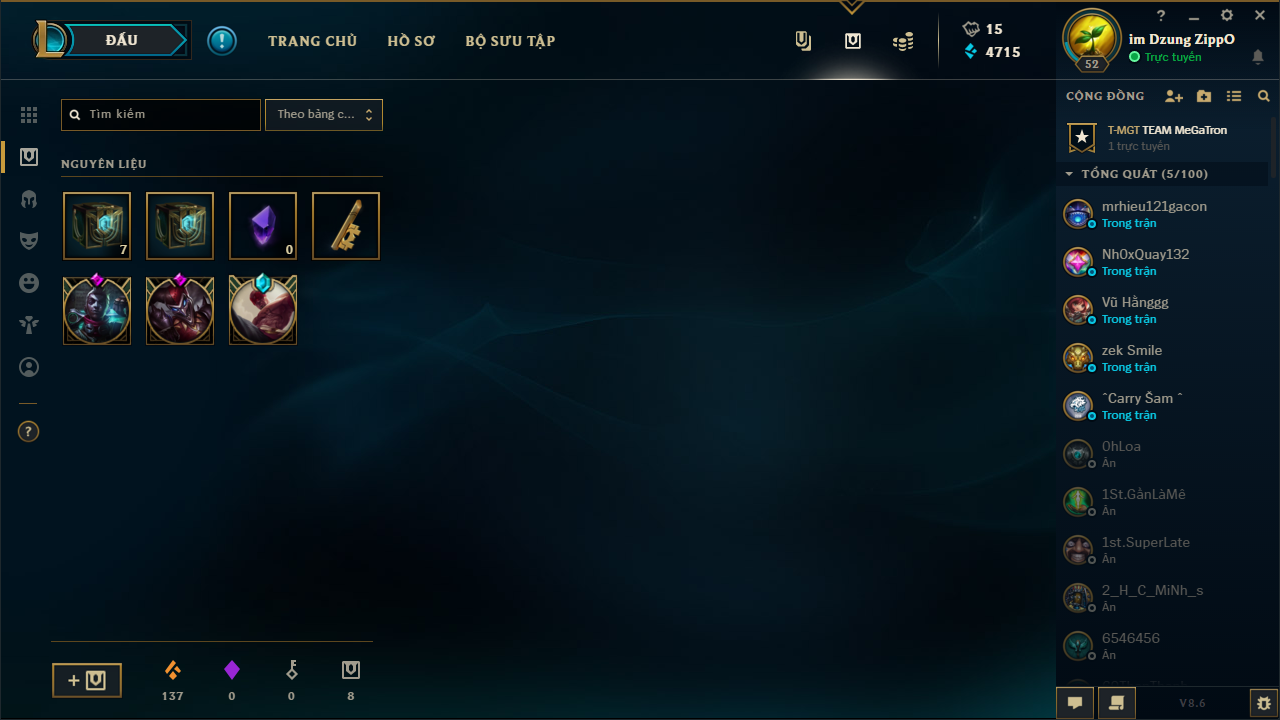 ĐẤU
TRANG CHỦ
HỒ SƠ
BỘ SƯU TẬP
15
4715
52
im Dzung ZippO
Trực tuyến
Tìm kiếm
Theo bảng c...
NGUYÊN LIỆU
7
0
137
0
0
8
CỘNG ĐỒNG
T-MGT TEAM MeGaTron
1 trực tuyến
TỔNG QUÁT (5/100)
mrhieu121gacon
Trong trận
Nh0xQuay132
Trong trận
Vũ Hằnggg
Trong trận
zek Smile
Trong trận
^Carry Šam ^
Trong trận
0hLoa
Ẩn
1St.GầnLàMê
Ẩn
1st.SuperLate
Ẩn
2_H_C_MiNh_s
Ẩn
6546456
Ẩn
V8.6